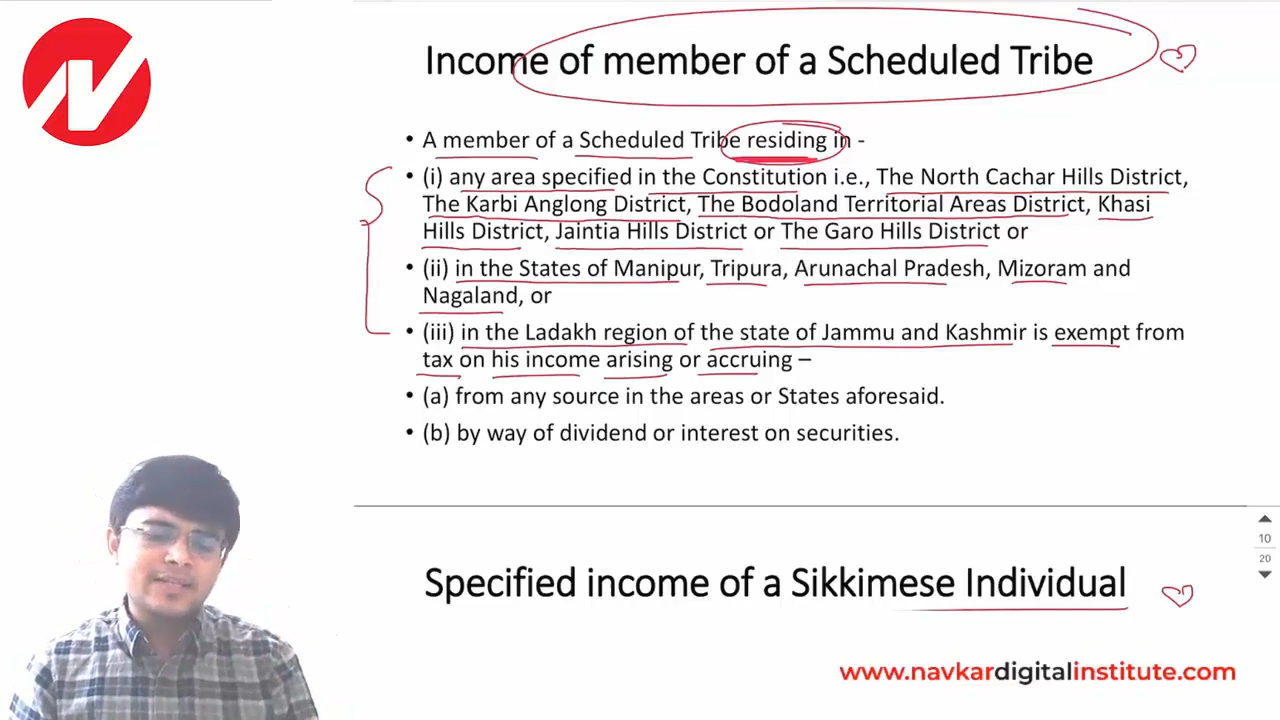 Income of member of a Scheduled Tribe
• A member of a Scheduled Tribe residing in -
• (i) any area specified in the Constitution i.e., The North Cachar Hills District,
The Karbi Anglong District, The Bodoland Territorial Areas District, Khasi
Hills District, Jaintia Hills District or The Garo Hills District or
• (ii) in the States of Manipur, Tripura, Arunachal Pradesh, Mizoram and
Nagaland, or
• (iii) in the Ladakh region of the state of Jammu and Kashmir is exempt from
tax on his income arising or accruing –
• (a) from any source in the areas or States aforesaid.
• (b) by way of dividend or interest on securities.
10
20
Specified income of a Sikkimese Individual
www.navkardigitalinstitute.com